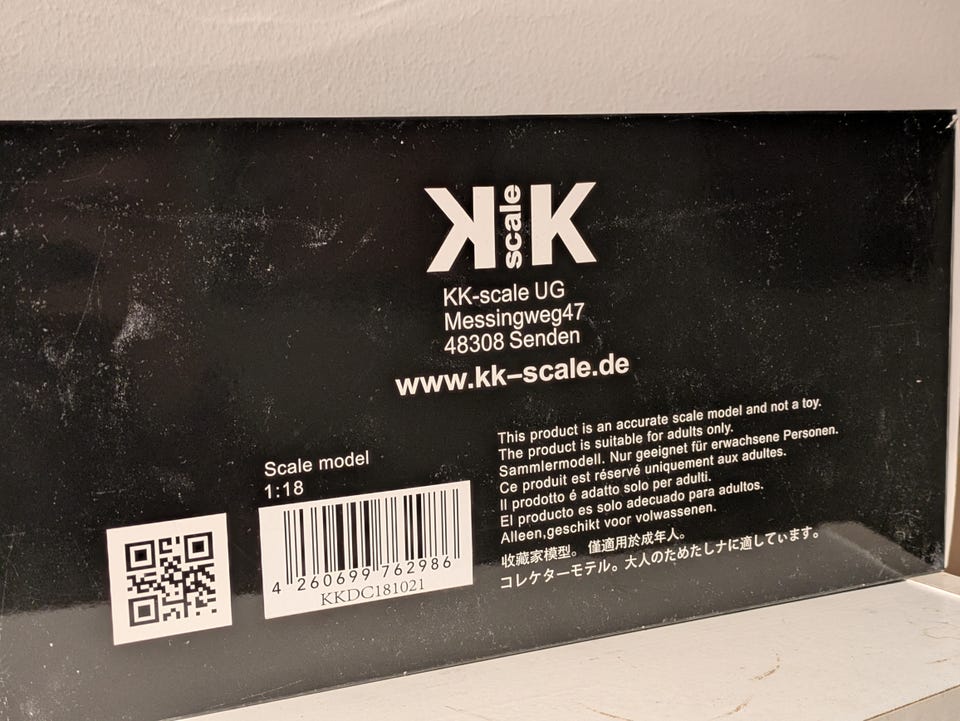 KK scale
KK-scale UG
Messingweg47
48308 Senden
www.kk-scale.de
Scale model
1:18
4 260699 762986
KKDC181021
This product is an accurate scale model and not a toy.
The product is suitable for adults only.
Sammlermodell. Nur geeignet für erwachsene Personen.
Ce produit est réservé uniquement aux adultes.
Il prodotto é adatto solo per adulti.
El producto es solo adecuado para adultos.
Alleen,geschikt voor volwassenen.
收藏家模型。 僅適用於成年人。
コレケターモテル。大人のためたしナに適しています。